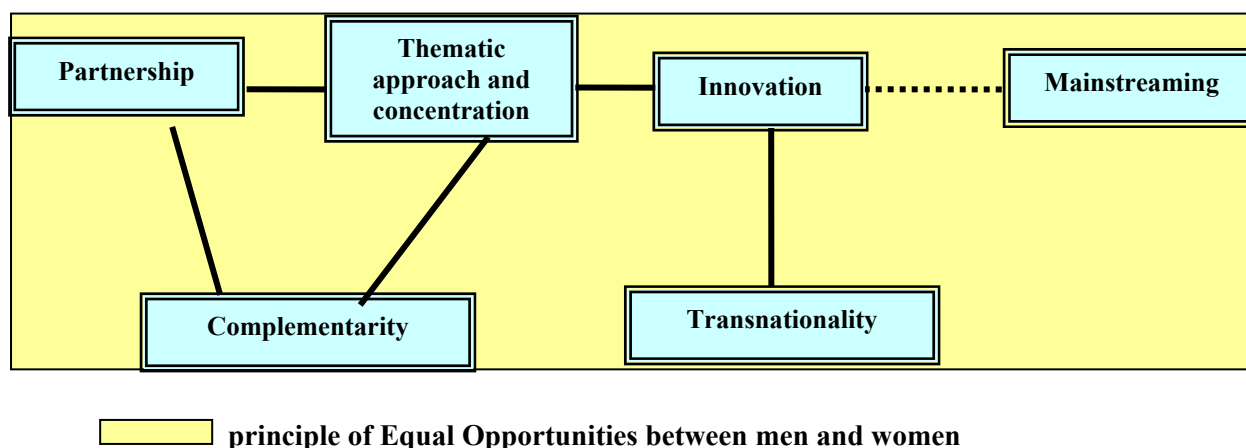 Partnership
Thematic
approach and
concentration
Innovation
Mainstreaming
Complementarity
Transnationality
principle of Equal Opportunities between men and women